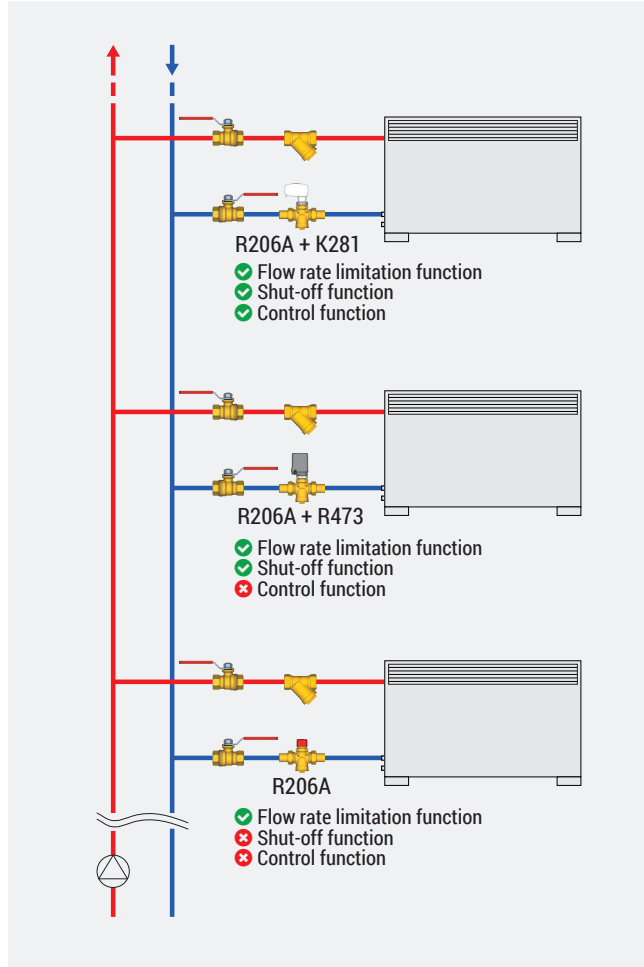 R206A + K281
Flow rate limitation function
Shut-off function
Control function
R206A + R473
Flow rate limitation function
Shut-off function
Control function
R206A
Flow rate limitation function
Shut-off function
Control function